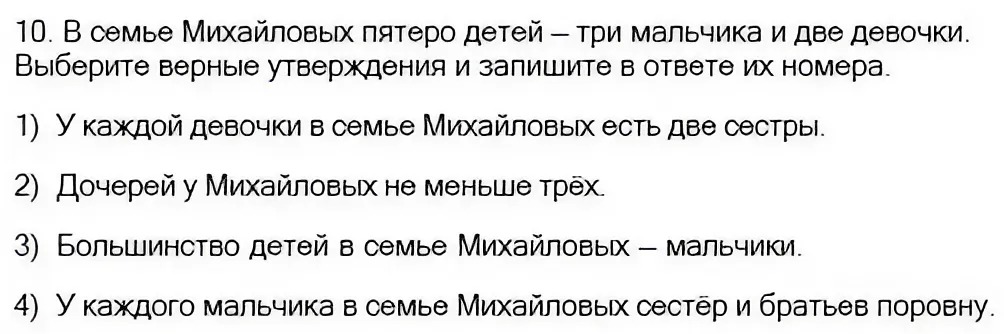 10. В семье Михайловых пятеро детей – три мальчика и две девочки.
Выберите верные утверждения и запишите в ответе их номера.
1) У каждой девочки в семье Михайловых есть две сестры.
2) Дочерей у Михайловых не меньше трёх.
3) Большинство детей в семье Михайловых – мальчики.
4) У каждого мальчика в семье Михайловых сестёр и братьев поровну.